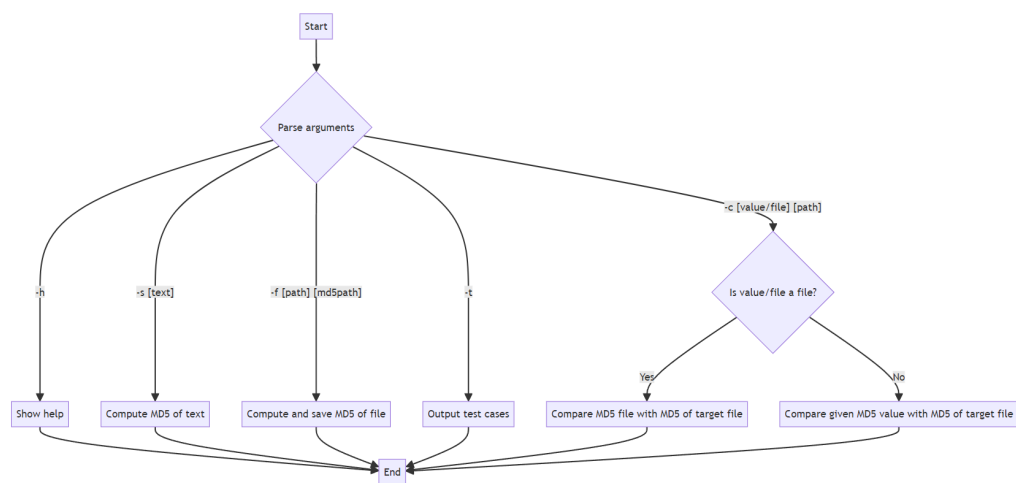 Start
Parse arguments
-c [value/file] [path]
-h
-s [text]
-f [path] [md5path]
-t
Is value/file a file?
Yes
No
Show help
Compute MD5 of text
Compute and save MD5 of file
Output test cases
Compare MD5 file with MD5 of target file
Compare given MD5 value with MD5 of target file
End